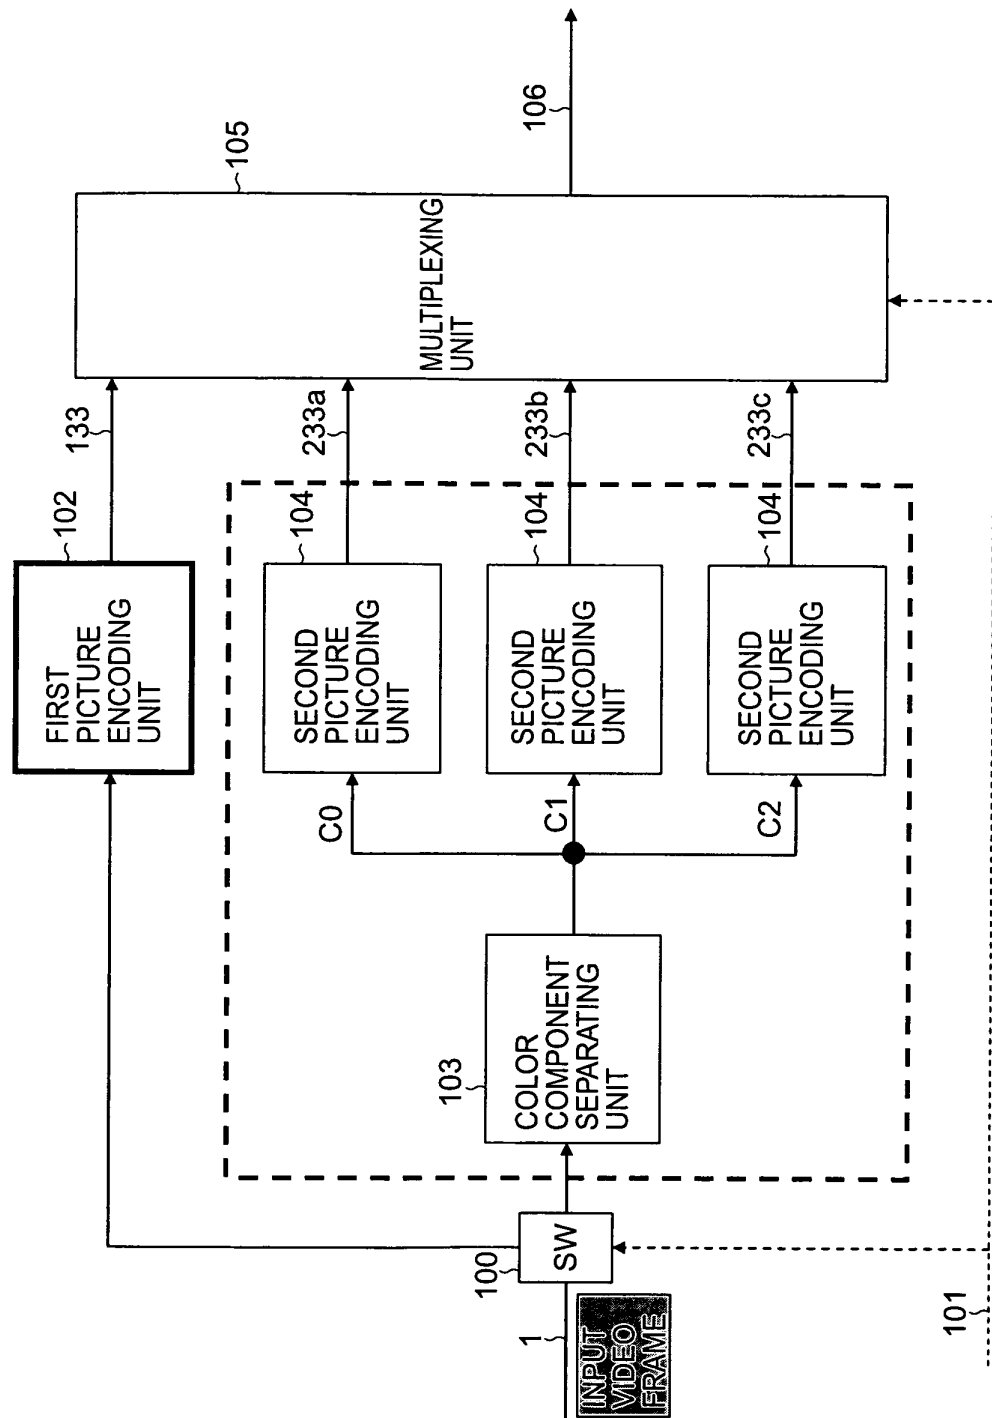 1
INPUT
VIDEO
FRAME
100
SW
101
103
COLOR
COMPONENT
SEPARATING
UNIT
C0
C1
C2
102
FIRST
PICTURE
ENCODING
UNIT
104
SECOND
PICTURE
ENCODING
UNIT
104
SECOND
PICTURE
ENCODING
UNIT
104
SECOND
PICTURE
ENCODING
UNIT
133
233a
233b
233c
105
MULTIPLEXING
UNIT
106